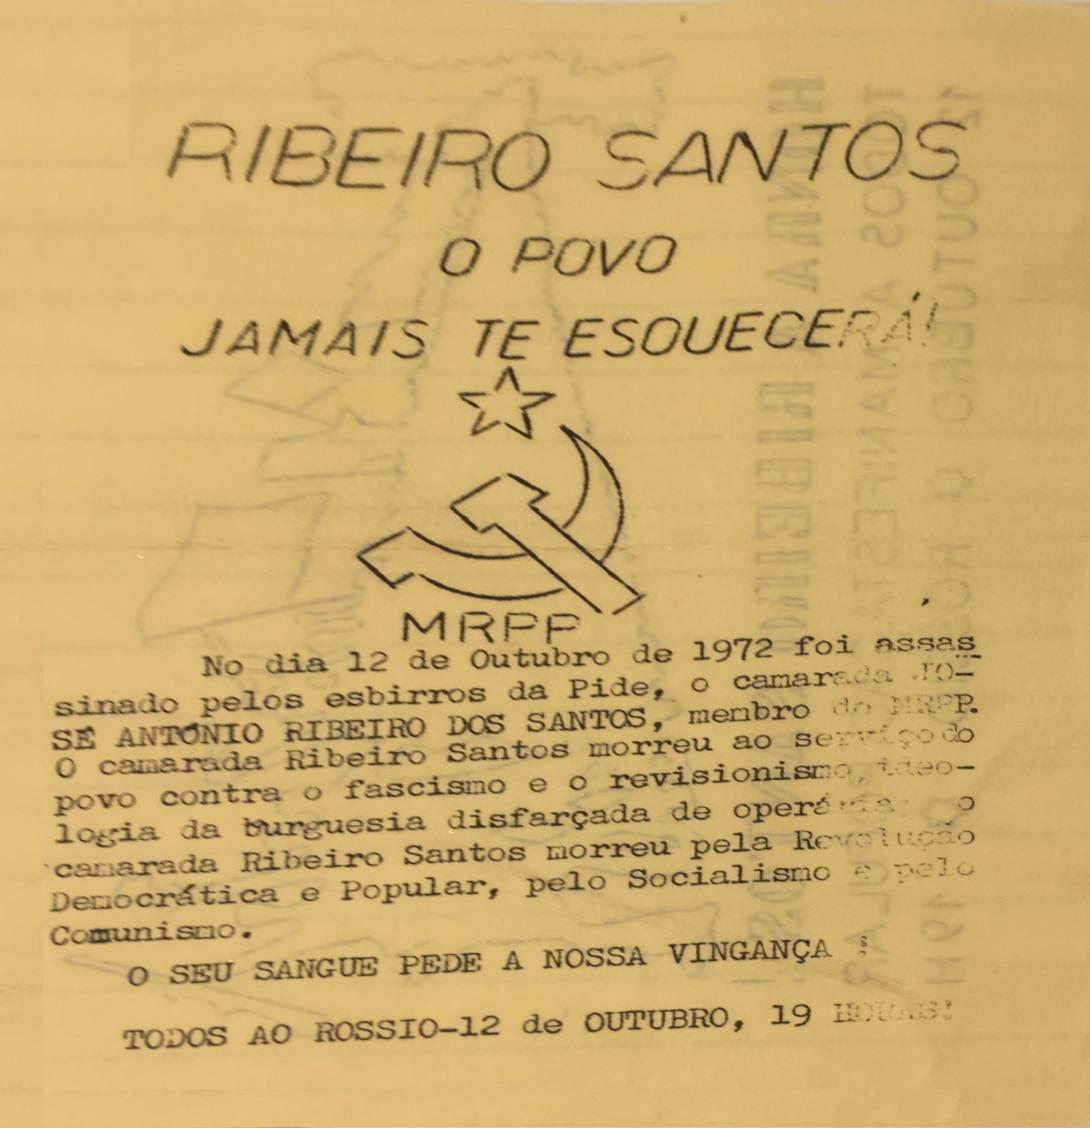 RIBEIRO SANTOS
O POVO
JAMAIS TE ESQUECERÁ!
MRPP
No dia 12 de Outubro de 1972 foi assas
sinado pelos esbirros da Pide, o camarada JO-
SÉ ANTÓNIO RIBEIRO DOS SANTOS, membro do MRPP.
O camarada Ribeiro Santos morreu ao serviço do
povo contra o fascismo e o revisionismo, ideo-
logia da burguesia disfarçada de operária: o
camarada Ribeiro Santos morreu pela Revolução
Democrática e Popular, pelo Socialismo e pelo
Comunismo.
O SEU SANGUE PEDE A NOSSA VINGANÇA !
TODOS AO ROSSIO-12 de OUTUBRO, 19 HORAS!